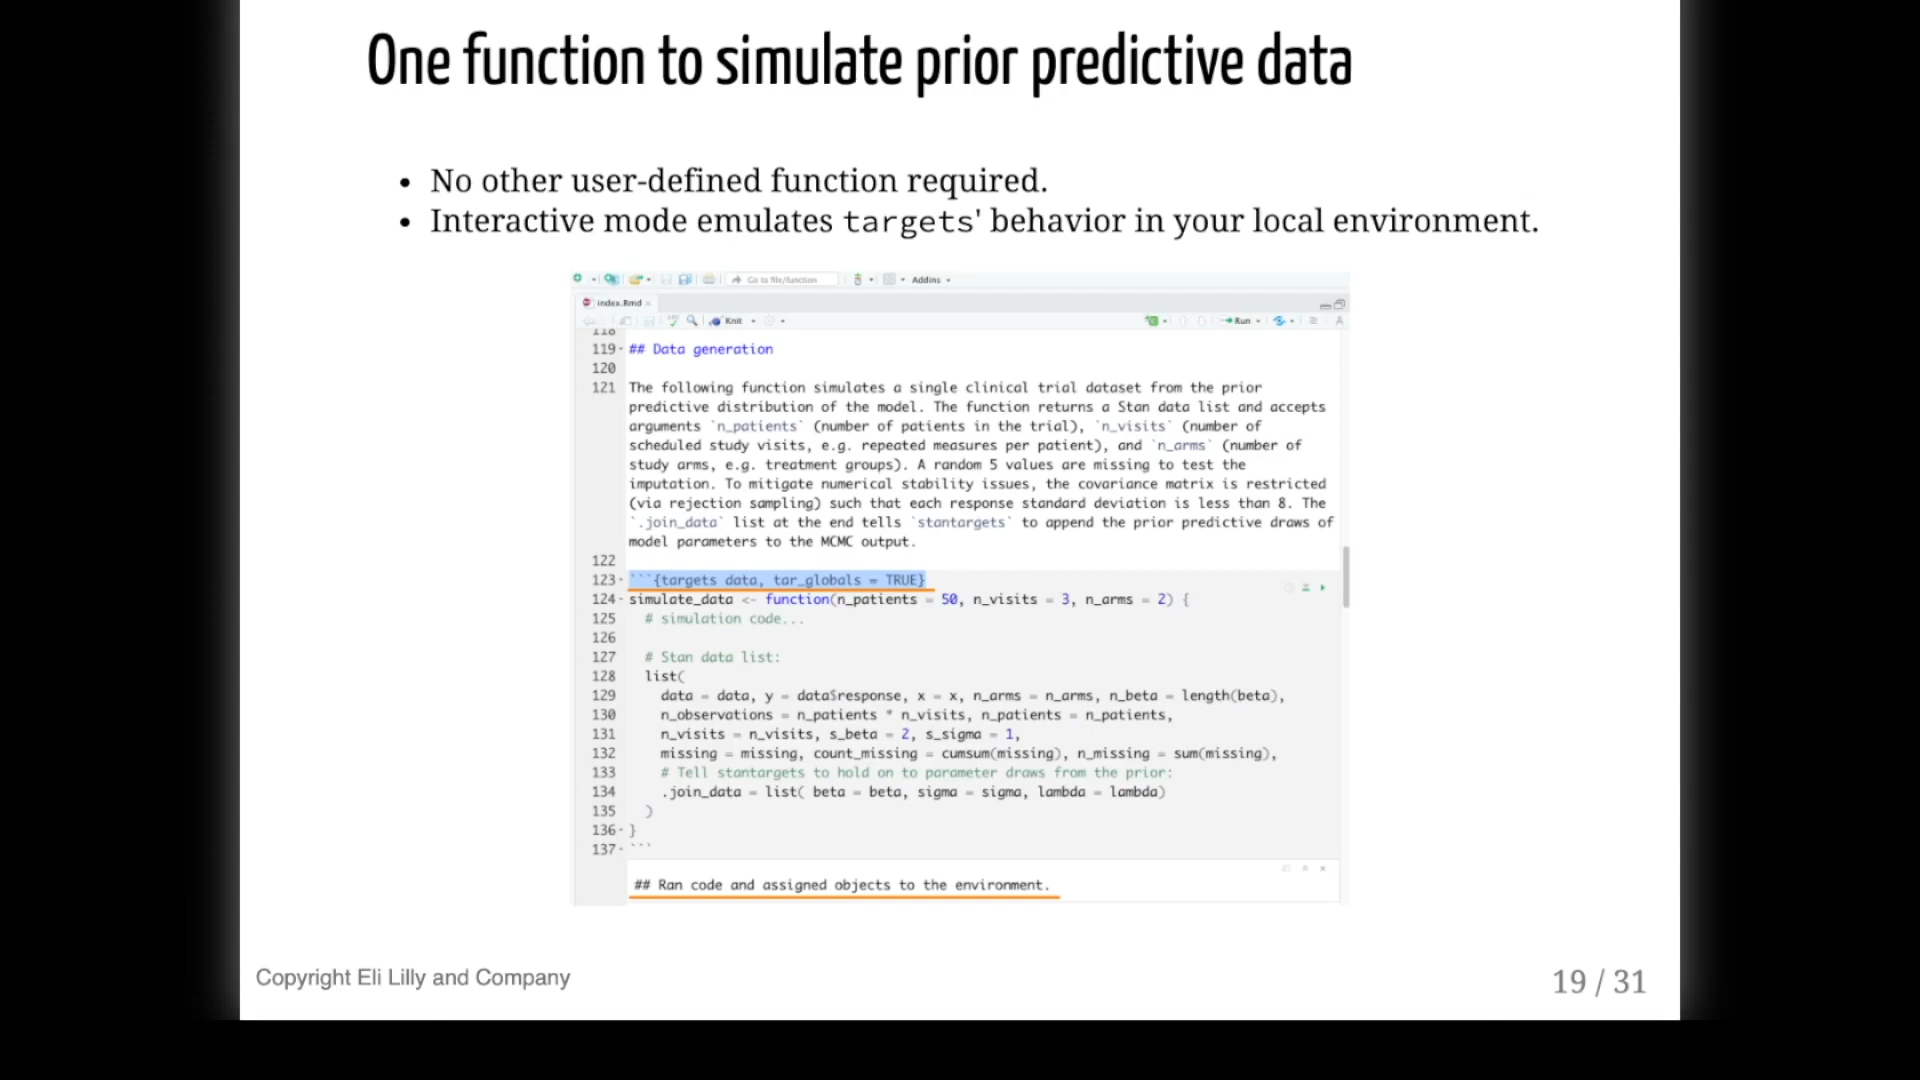 One function to simulate prior predictive data
• No other user-defined function required.
• Interactive mode emulates targets' behavior in your local environment.
Go to file/function
Addins
index.Rmd
Knit
Run
118
119 ## Data generation
120
121 The following function simulates a single clinical trial dataset from the prior
predictive distribution of the model. The function returns a Stan data list and accepts
arguments `n_patients` (number of patients in the trial), `n_visits` (number of
scheduled study visits, e.g. repeated measures per patient), and `n_arms` (number of
study arms, e.g. treatment groups). A random 5 values are missing to test the
imputation. To mitigate numerical stability issues, the covariance matrix is restricted
(via rejection sampling) such that each response standard deviation is less than 8. The
`.join_data` list at the end tells `stantargets` to append the prior predictive draws of
model parameters to the MCMC output.
122
123 ```{targets data, tar_globals = TRUE}
124 simulate_data <- function(n_patients = 50, n_visits = 3, n_arms = 2) {
125 # simulation code...
126
127 # Stan data list:
128 list(
129 data = data, y = data$response, x = x, n_arms = n_arms, n_beta = length(beta),
130 n_observations = n_patients * n_visits, n_patients = n_patients,
131 n_visits = n_visits, s_beta = 2, s_sigma = 1,
132 missing = missing, count_missing = cumsum(missing), n_missing = sum(missing),
133 # Tell stantargets to hold on to parameter draws from the prior:
134 .join_data = list( beta = beta, sigma = sigma, lambda = lambda)
135 )
136 }
137 ```
## Ran code and assigned objects to the environment.
Copyright Eli Lilly and Company
19 / 31